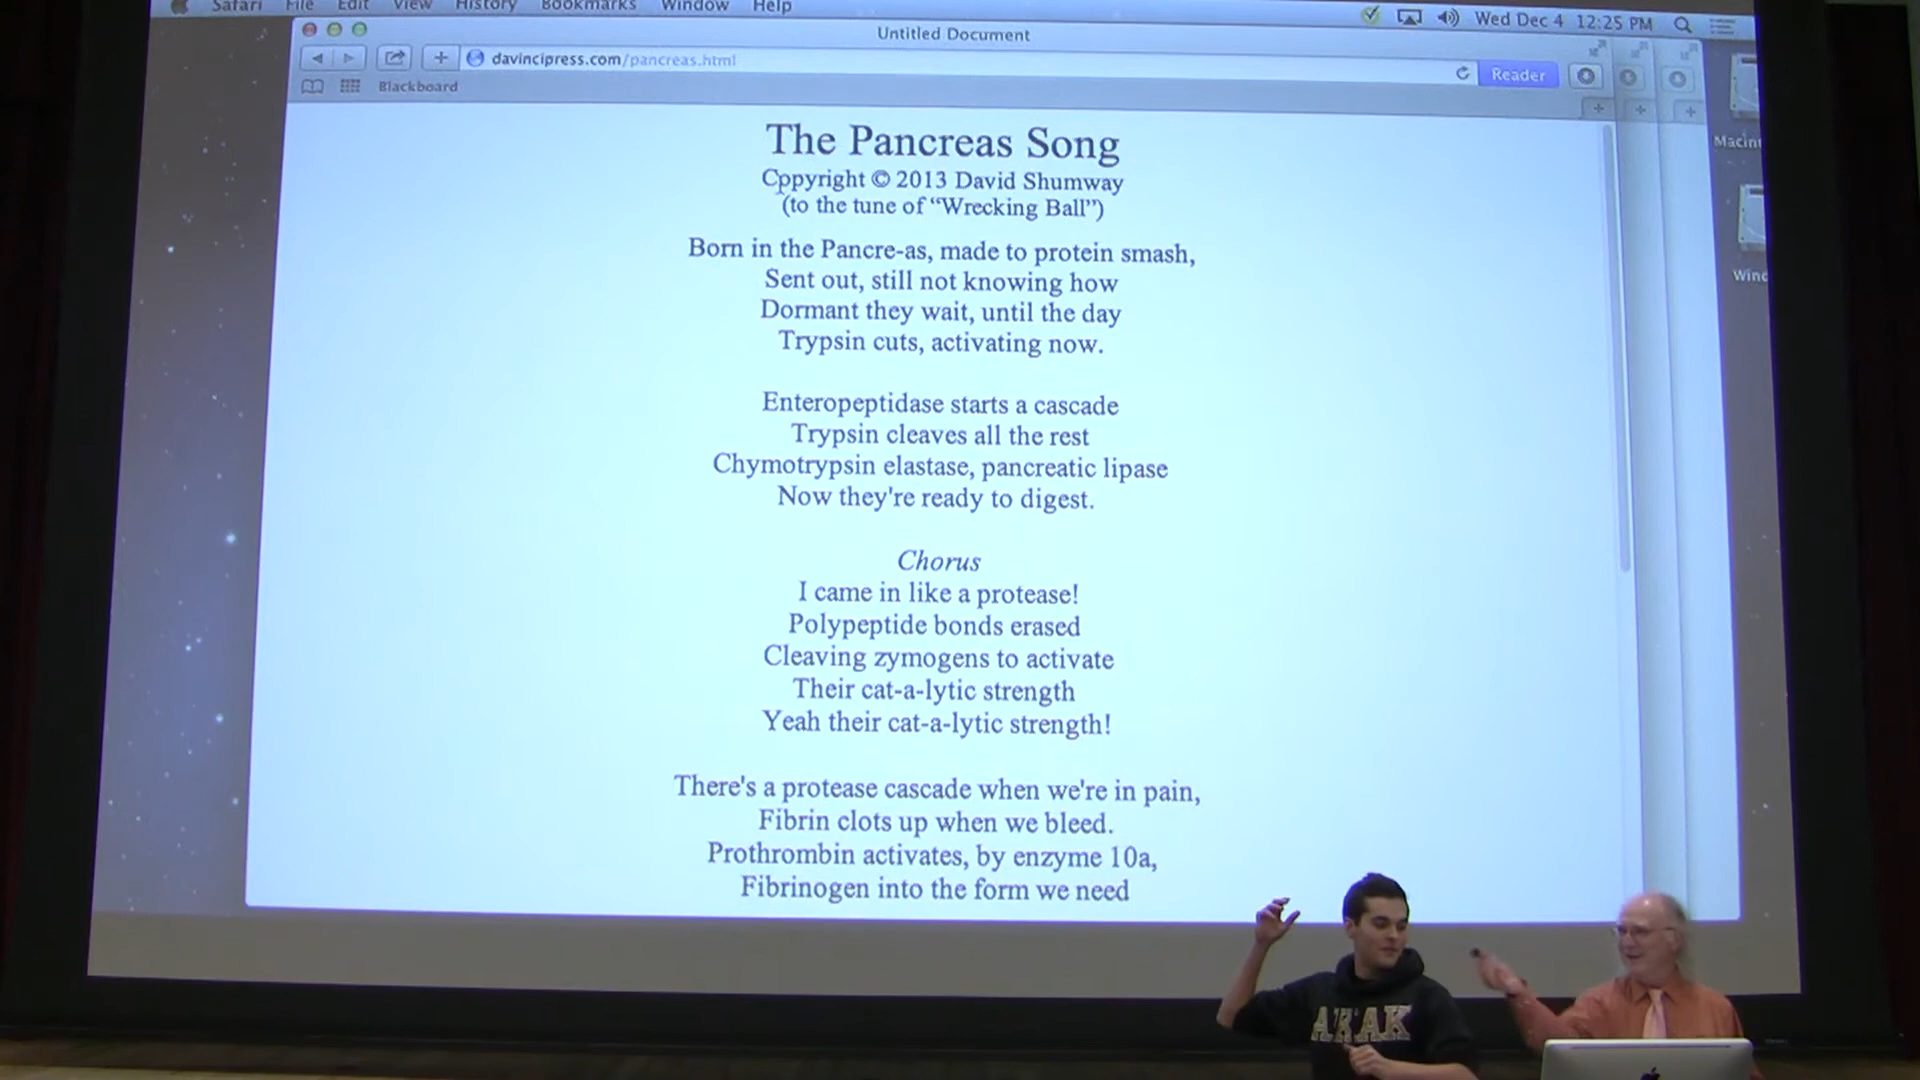 Safari File Edit View History Bookmarks Window Help
Wed Dec 4 12:25 PM
Untitled Document
davincipress.com/pancreas.html
Reader
Blackboard
The Pancreas Song
Copyright © 2013 David Shumway
(to the tune of “Wrecking Ball”)
Born in the Pancre-as, made to protein smash,
Sent out, still not knowing how
Dormant they wait, until the day
Trypsin cuts, activating now.
Enteropeptidase starts a cascade
Trypsin cleaves all the rest
Chymotrypsin elastase, pancreatic lipase
Now they're ready to digest.
Chorus
I came in like a protease!
Polypeptide bonds erased
Cleaving zymogens to activate
Their cat-a-lytic strength
Yeah their cat-a-lytic strength!
There's a protease cascade when we're in pain,
Fibrin clots up when we bleed.
Prothrombin activates, by enzyme 10a,
Fibrinogen into the form we need
Macint
Wind